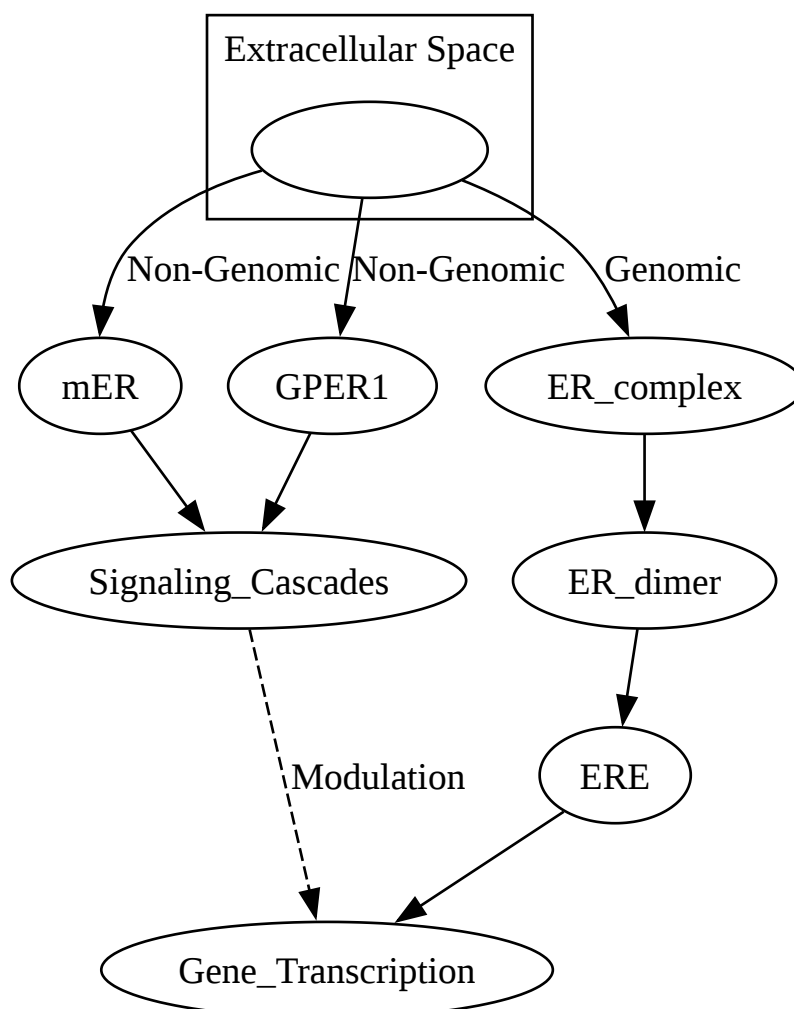 Extracellular Space
Non-Genomic
Non-Genomic
Genomic
mER
GPER1
ER_complex
Signaling_Cascades
ER_dimer
Modulation
ERE
Gene_Transcription